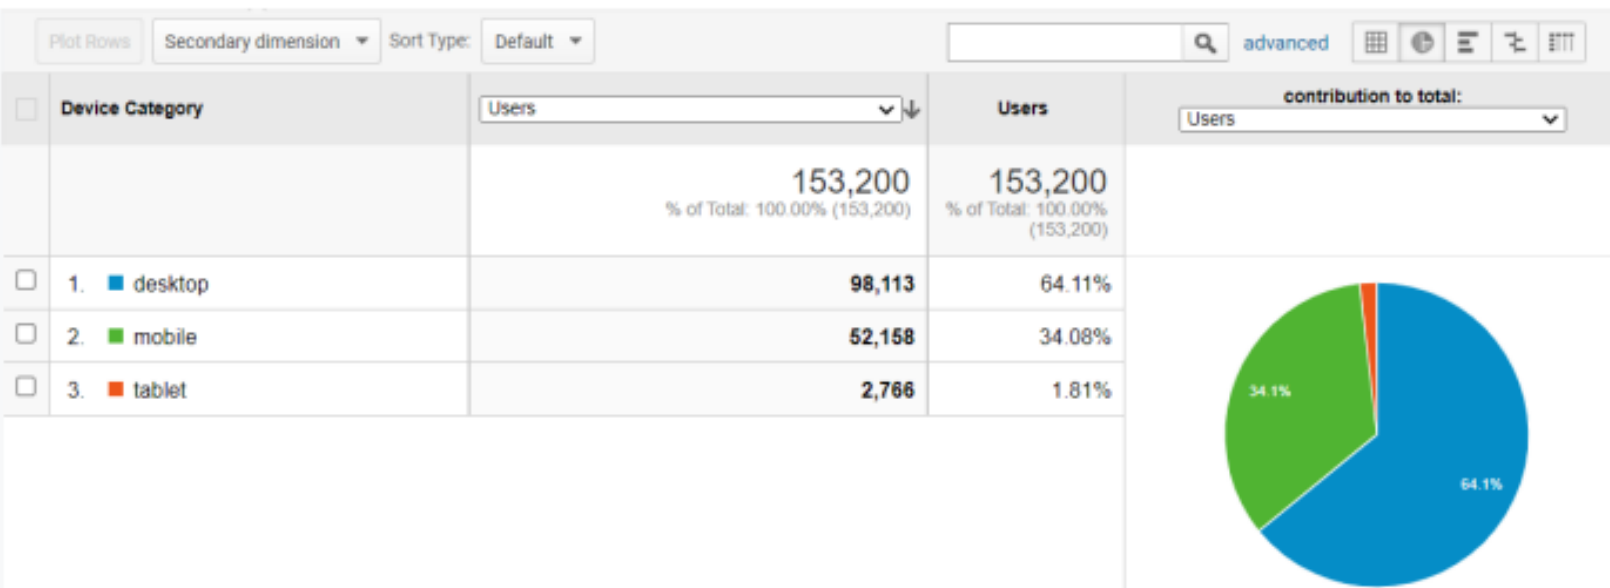 Plot Rows Secondary dimension Sort Type: Default advanced
Device Category Users Users contribution to total:
Users
153,200 153,200
% of Total: 100.00% (153,200) % of Total: 100.00%
(153,200)
1. desktop 98,113 64.11%
2. mobile 52,158 34.08%
3. tablet 2,766 1.81%
34.1%
64.1%